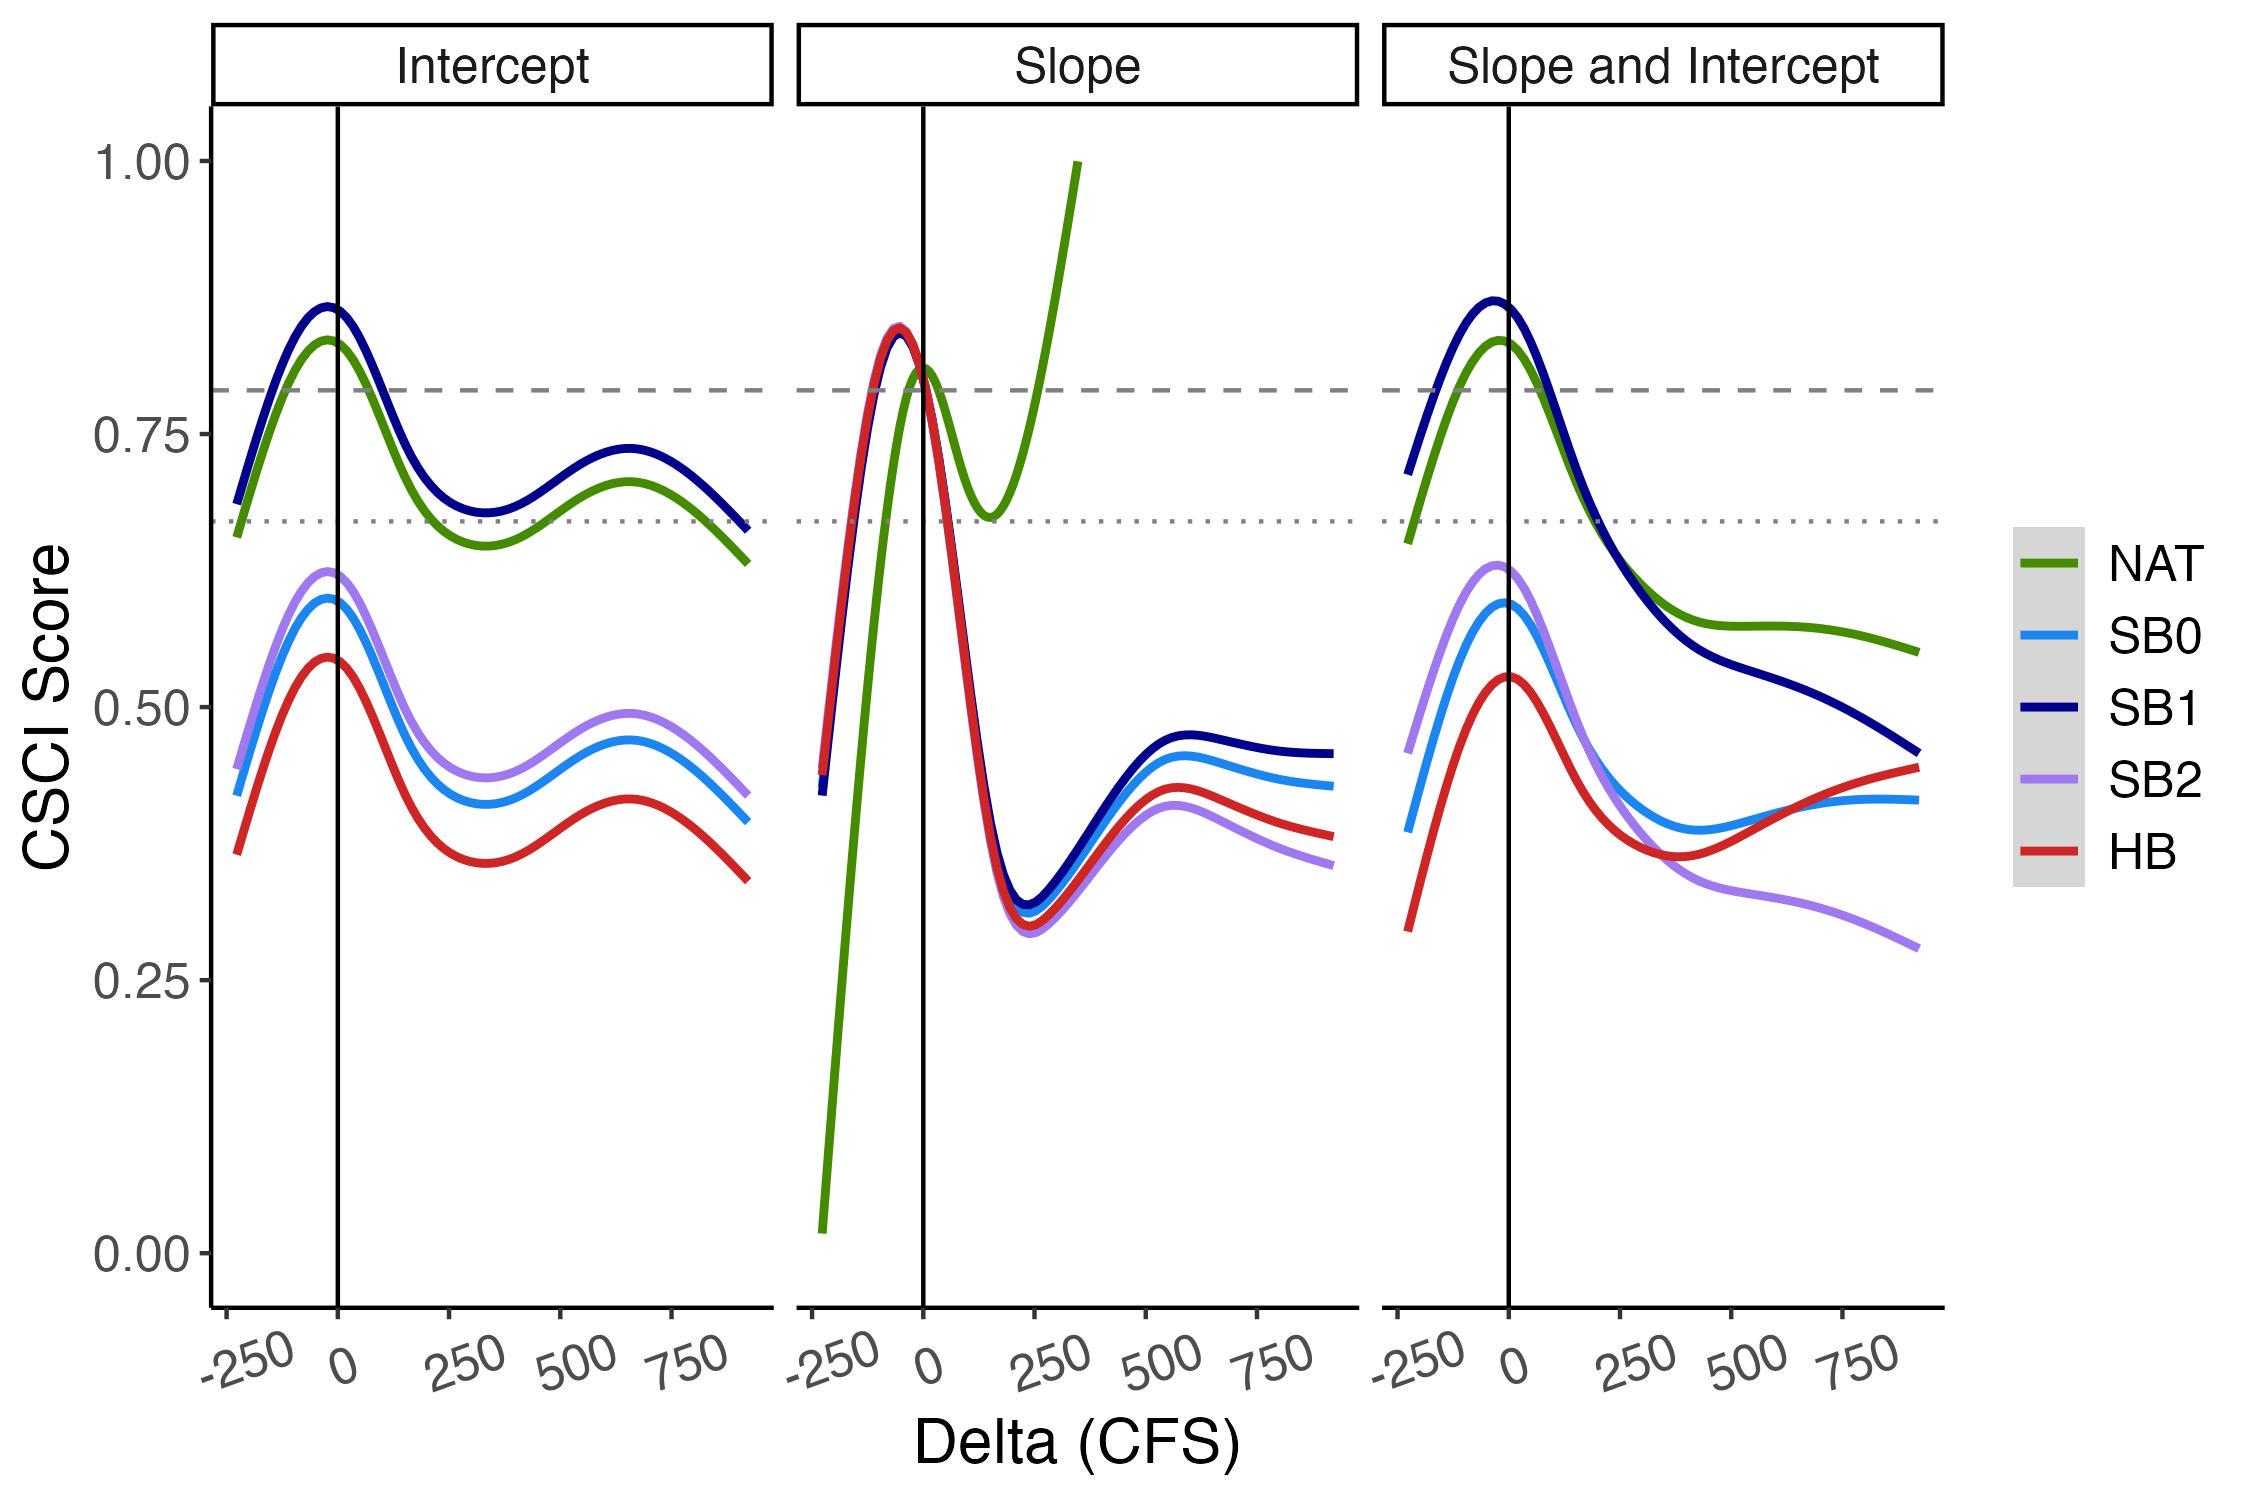 Intercept
Slope
Slope and Intercept
1.00
0.75
0.50
0.25
0.00
CSCI Score
-250 0 250 500 750
-250 0 250 500 750
-250 0 250 500 750
Delta (CFS)
NAT
SB0
SB1
SB2
HB